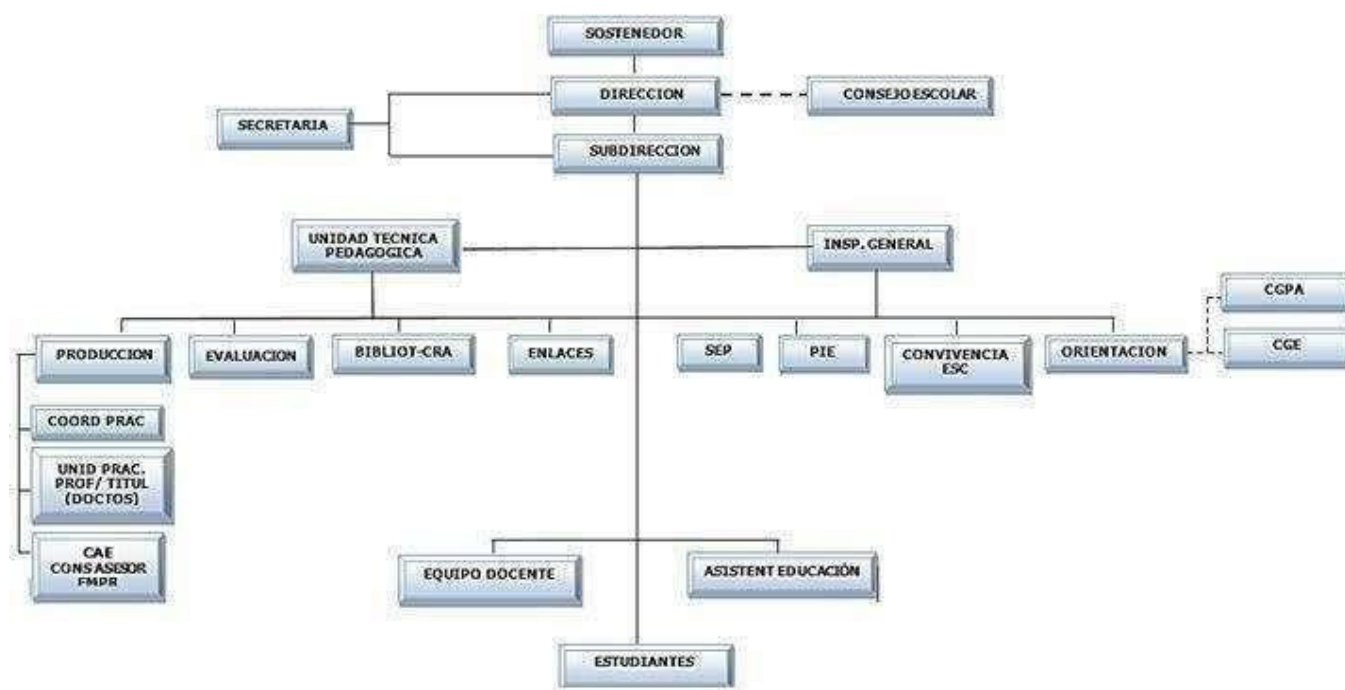 SOSTENEDOR
DIRECCION
CONSEJO ESCOLAR
SECRETARIA
SUBDIRECCION
UNIDAD TECNICA
PEDAGOGICA
INSP. GENERAL
CGPA
PRODUCCION
EVALUACION
BIBLIOT-CRA
ENLACES
SEP
PIE
CONVIVENCIA
ESC
ORIENTACION
CGE
COORD PRAC
UNID PRAC.
PROF/ TITUL
(DOCTOS)
CAE
CONS ASESOR
EMPR
EQUIPO DOCENTE
ASISTENT EDUCACIÓN
ESTUDIANTES